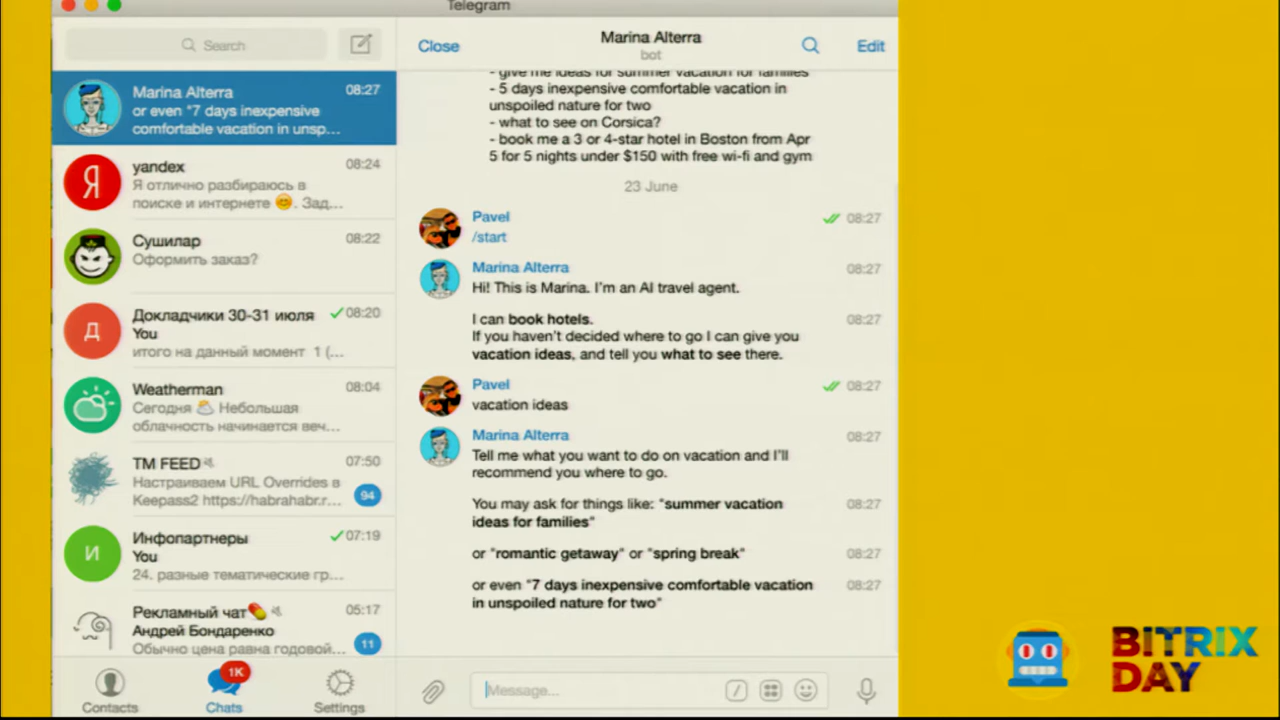 Telegram
Search
Marina Alterra
08:27
or even "7 days inexpensive
comfortable vacation in unsp...
yandex
08:24
Я отлично разбираюсь в
поиске и интернете 😊. Зад...
Сушилар
08:22
Оформить заказ?
Д
Докладчики 30-31 июля
08:20
You
итого на данный момент 1 (...
Weatherman
08:04
Сегодня 🌥 Небольшая
облачность начинается веч...
TM FEED
07:50
Настраиваем URL Overrides в
Keepass2 https://habrahabr.r...
94
И
Инфопартнеры
07:19
You
24. разные тематические гр...
Рекламный чат💊
05:17
Андрей Бондаренко
Обычно цена равна годовой...
11
1K
Contacts
Chats
Settings
Close
Marina Alterra
bot
Edit
- give me ideas for summer vacation for families
- 5 days inexpensive comfortable vacation in
unspoiled nature for two
- what to see on Corsica?
- book me a 3 or 4-star hotel in Boston from Apr
5 for 5 nights under $150 with free wi-fi and gym
23 June
Pavel
08:27
/start
Marina Alterra
08:27
Hi! This is Marina. I'm an AI travel agent.
I can book hotels.
08:27
If you haven't decided where to go I can give you
vacation ideas, and tell you what to see there.
Pavel
08:27
vacation ideas
Marina Alterra
08:27
Tell me what you want to do on vacation and I'll
recommend you where to go.
You may ask for things like: "summer vacation
08:27
ideas for families"
or "romantic getaway" or "spring break"
08:27
or even "7 days inexpensive comfortable vacation
08:27
in unspoiled nature for two"
Message...
BITRIX
DAY